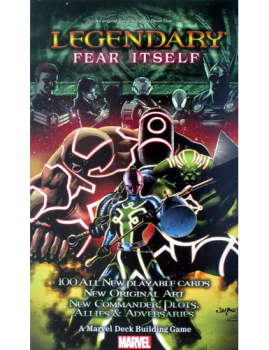 LEGENDARY
FEAR ITSELF
100 All New playable cards
New Original Art
New Commander, Plots,
Allies & Adversaries
A Marvel Deck Building Game
MARVEL